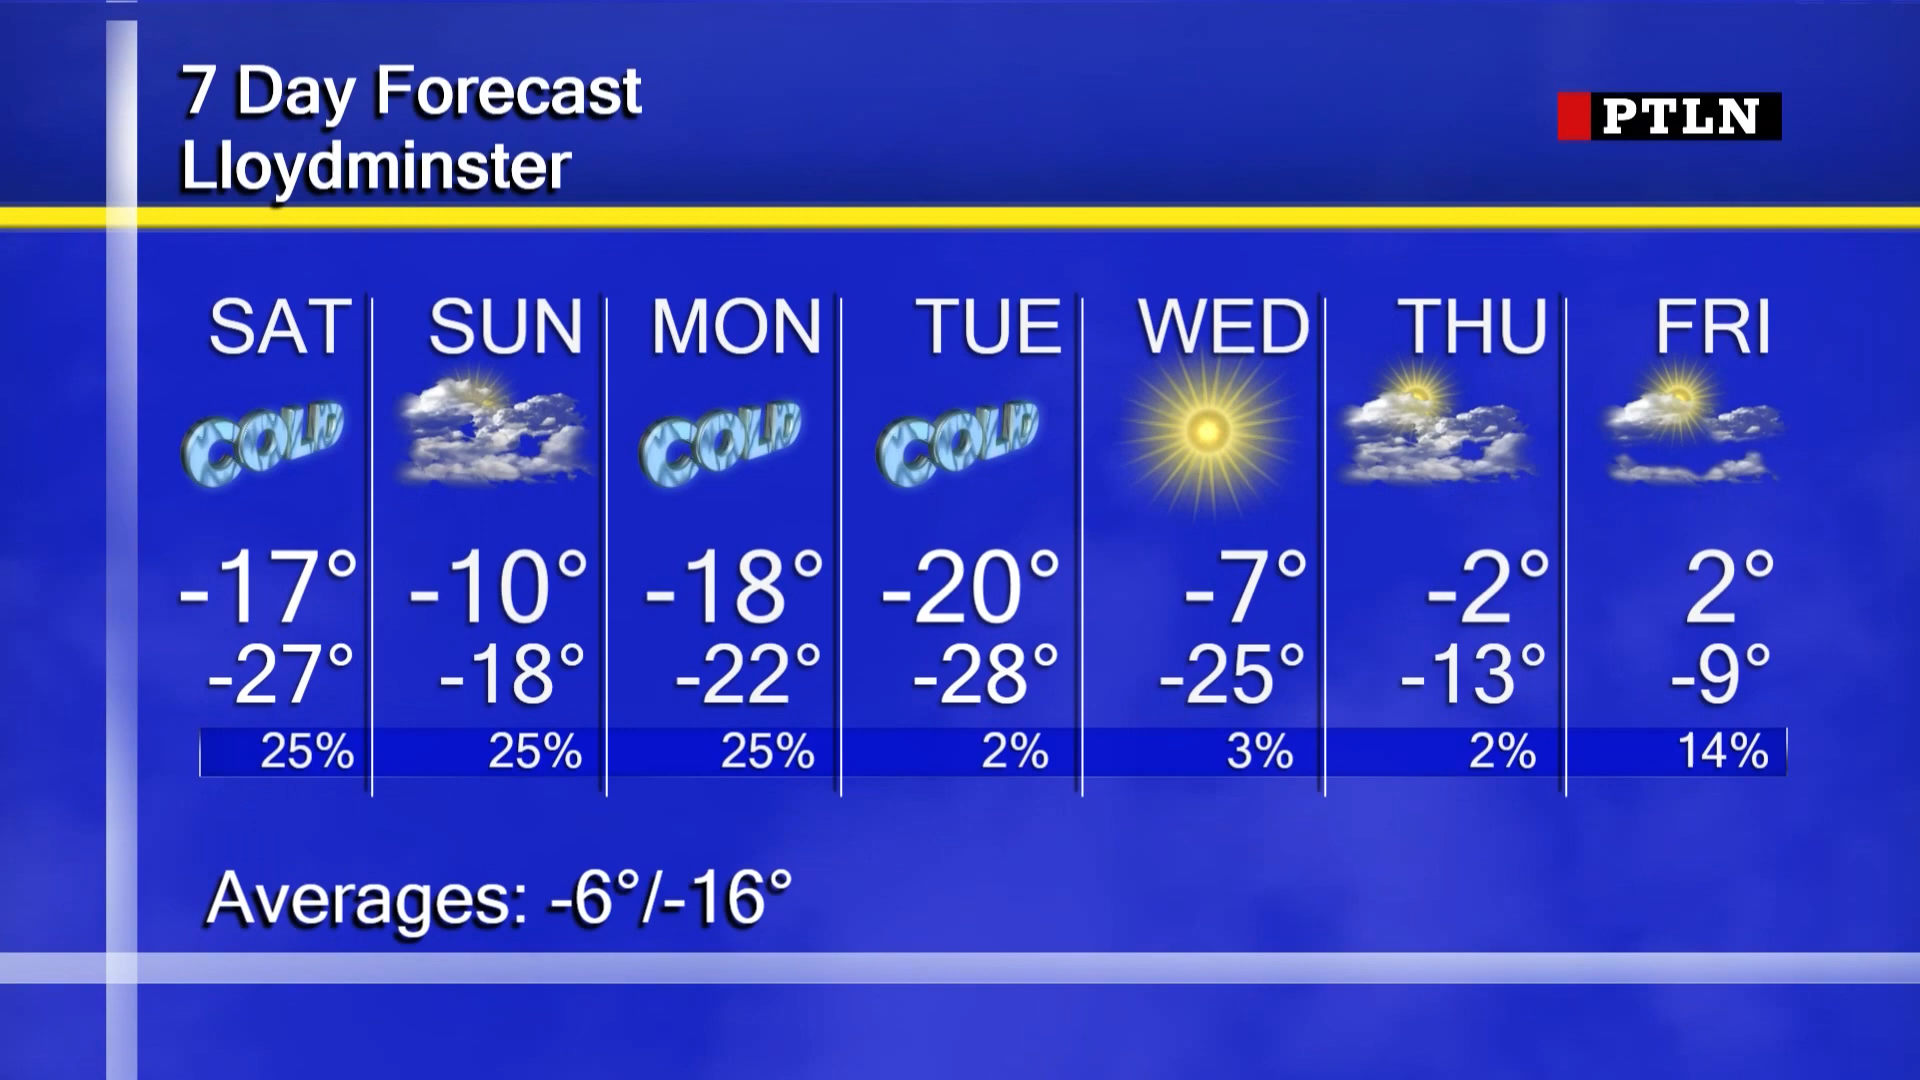 7 Day Forecast
Lloydminster
PTLN
SAT SUN MON TUE WED THU FRI
COLD COLD COLD
-17° -10° -18° -20° -7° -2° 2°
-27° -18° -22° -28° -25° -13° -9°
25% 25% 25% 2% 3% 2% 14%
Averages: -6°/-16°